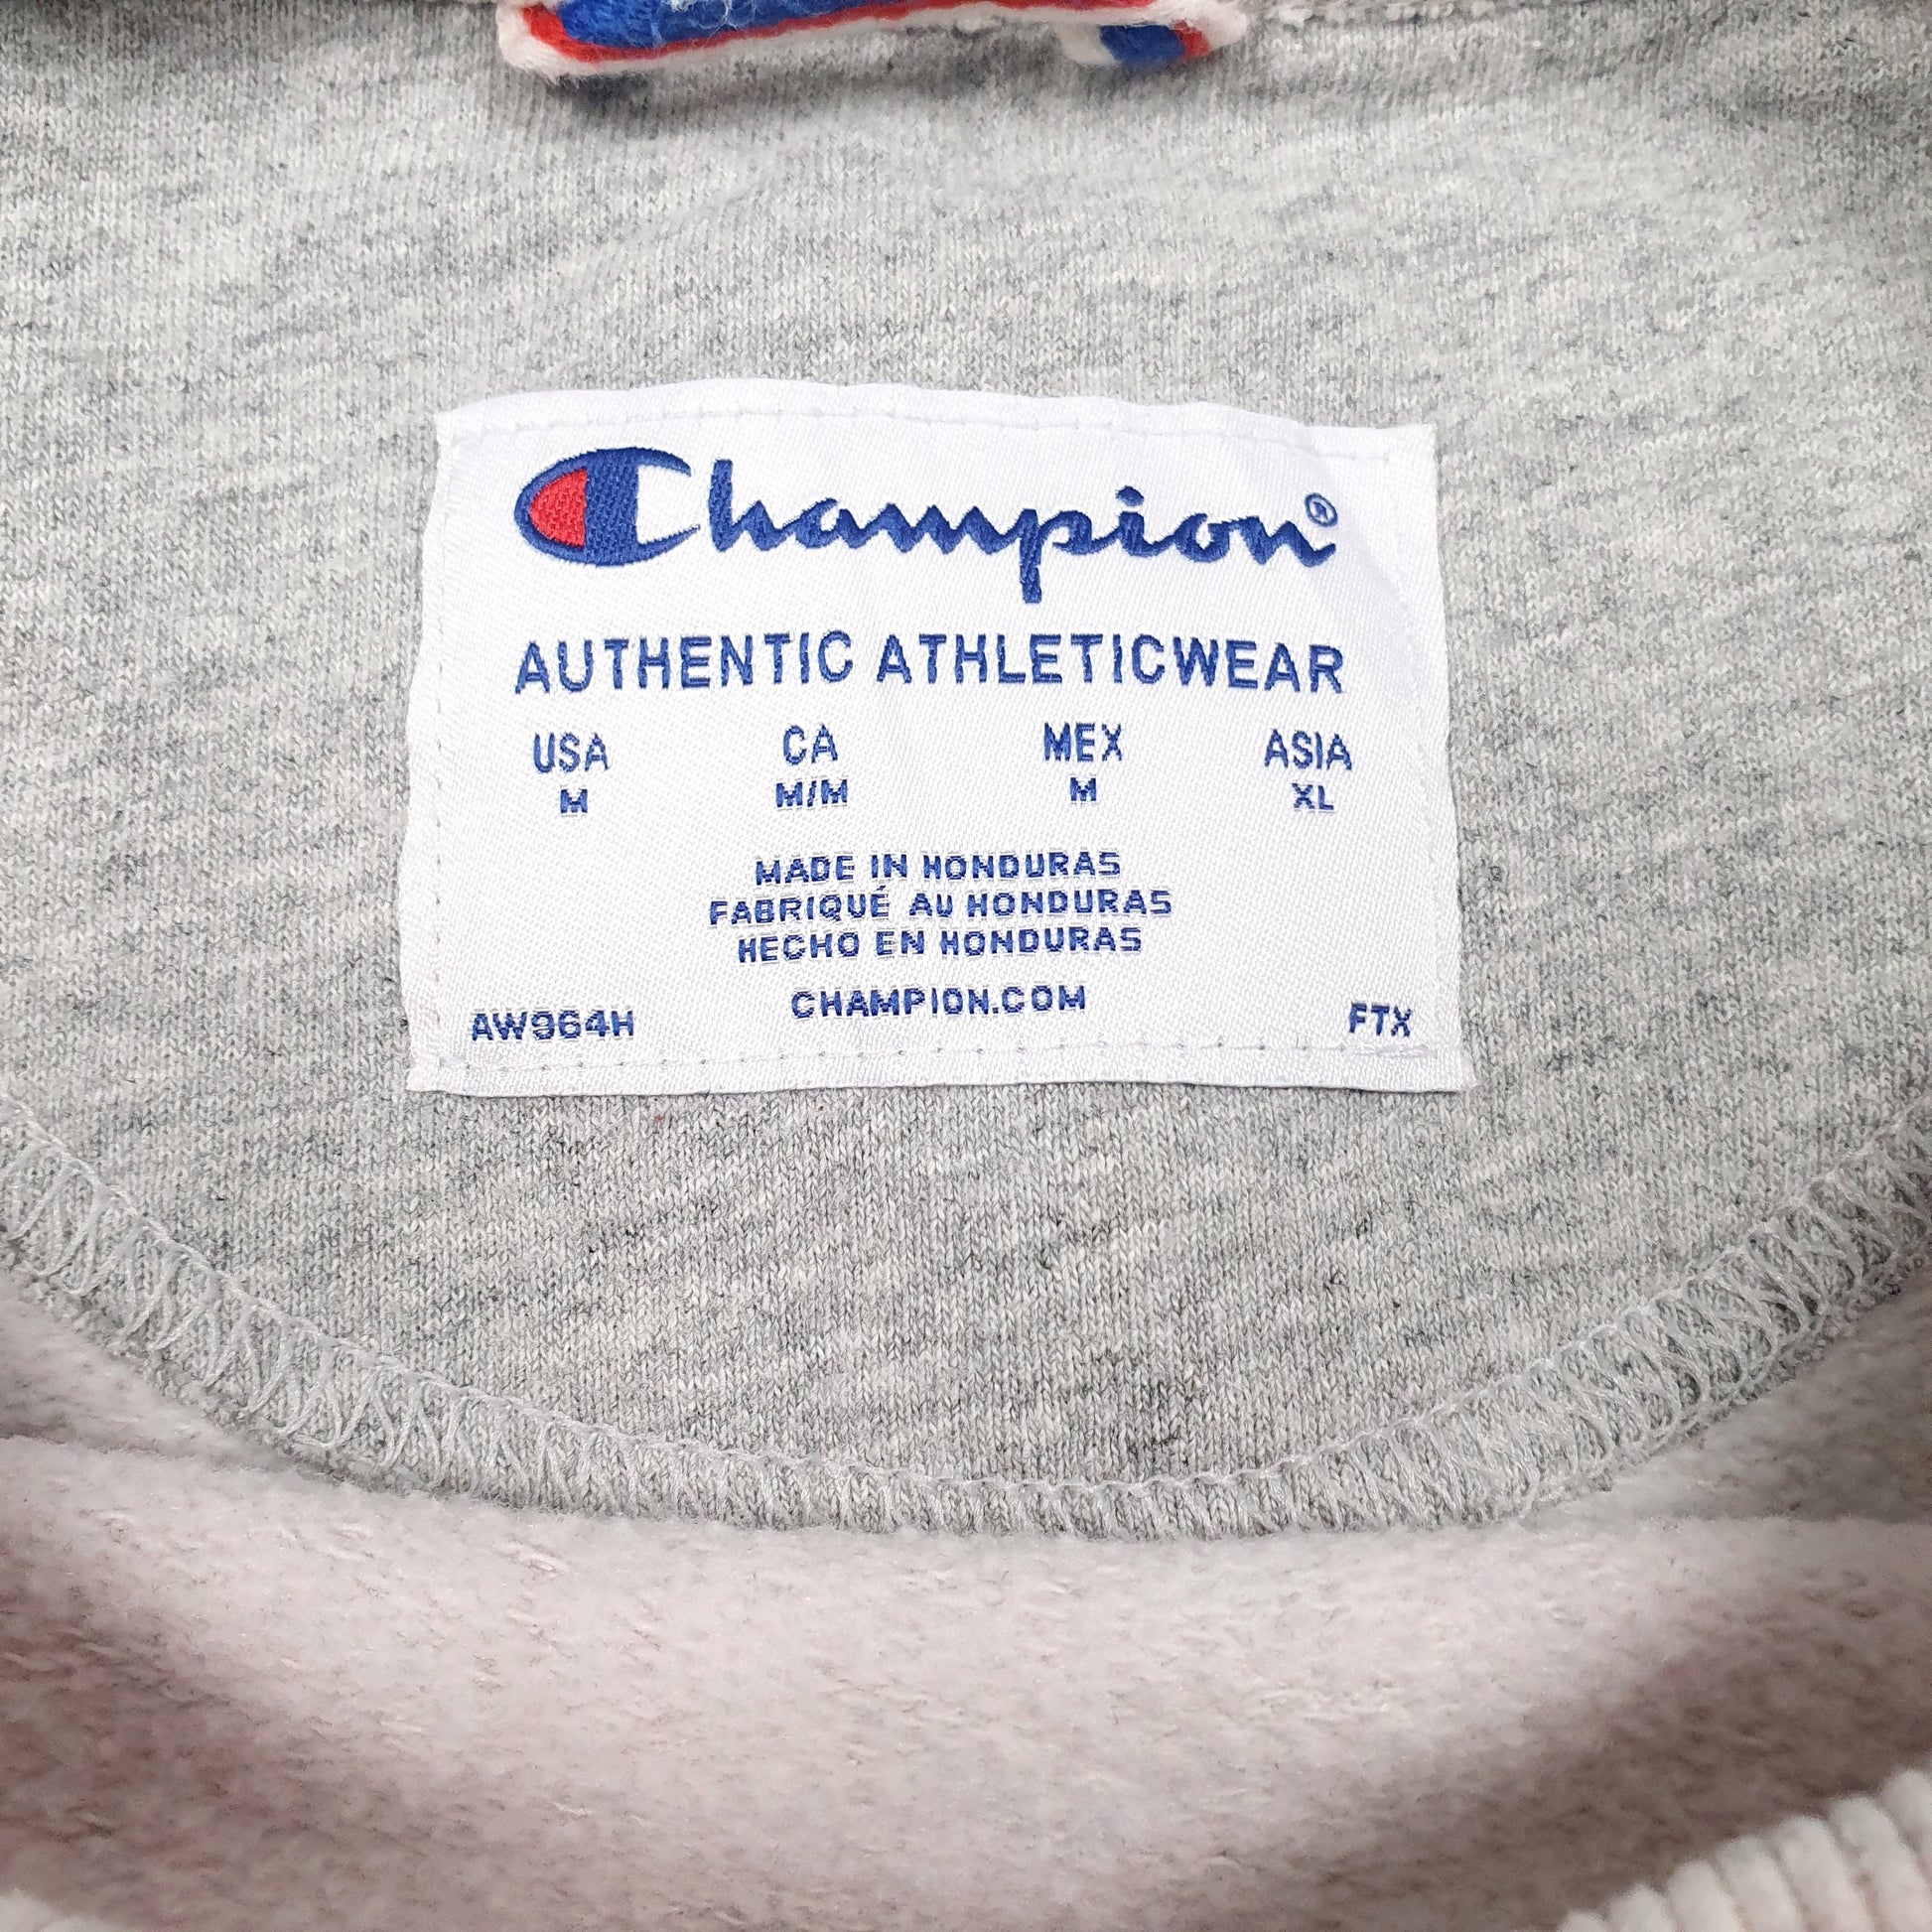 Champion®
AUTHENTIC ATHLETICWEAR
USA CA MEX ASIA
M M/M M XL
MADE IN HONDURAS
FABRIQUÉ AU HONDURAS
HECHO EN HONDURAS
CHAMPION.COM
AW964H FTX